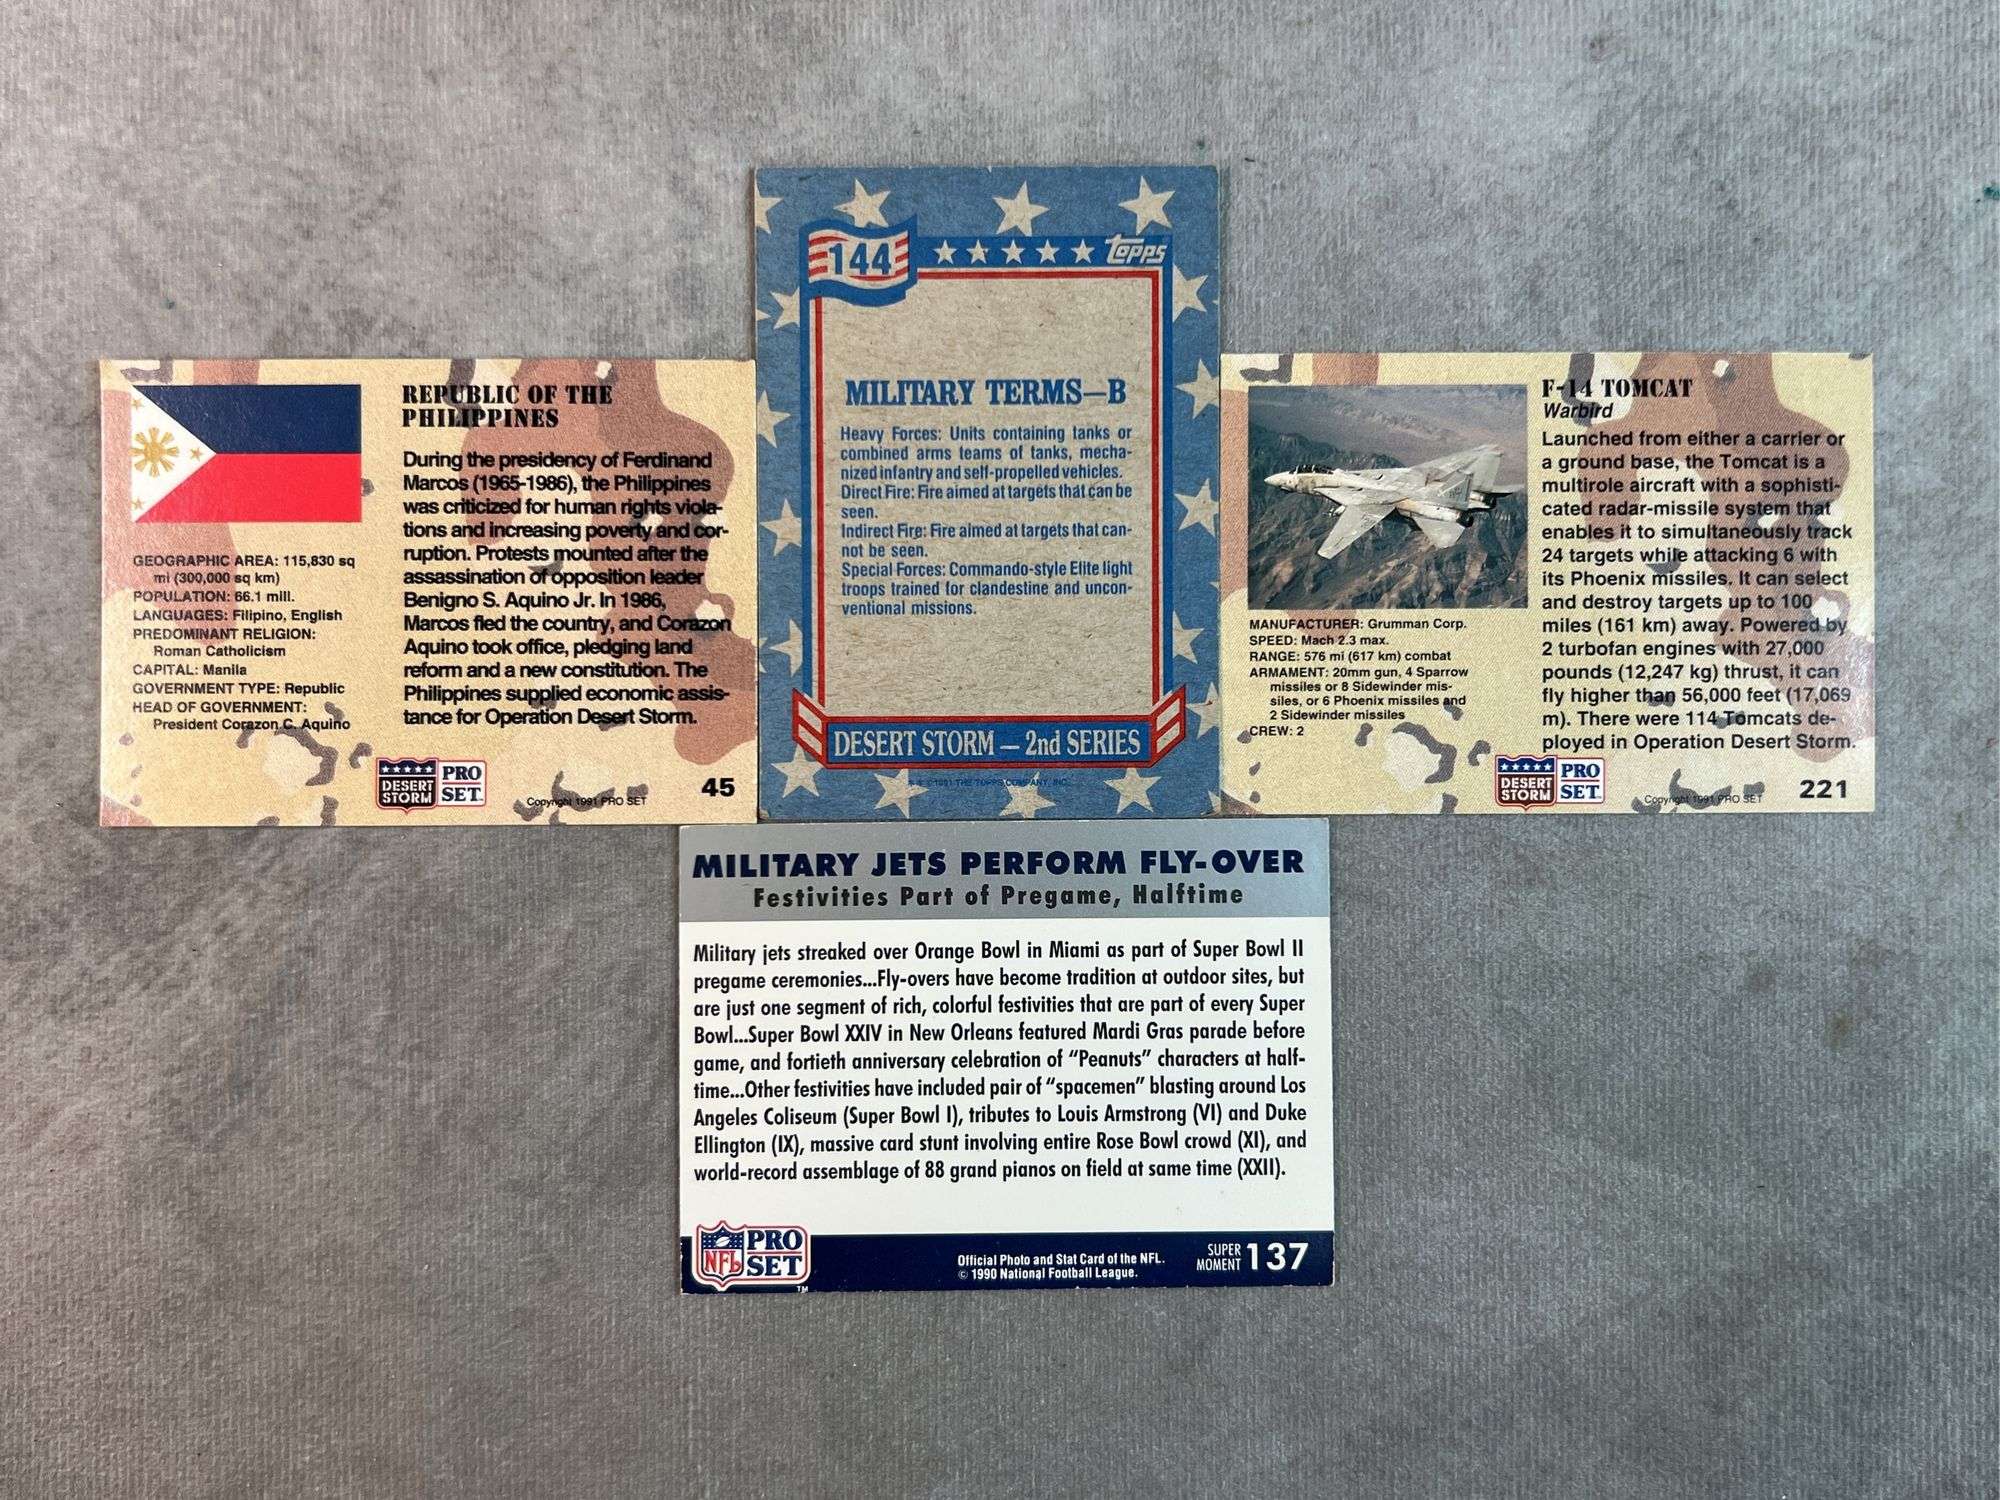 REPUBLIC OF THE
PHILIPPINES
During the presidency of Ferdinand
Marcos (1965-1986), the Philippines
was criticized for human rights viola-
tions and increasing poverty and cor-
ruption. Protests mounted after the
assassination of opposition leader
Benigno S. Aquino Jr. In 1986,
Marcos fled the country, and Corazon
Aquino took office, pledging land
reform and a new constitution. The
Philippines supplied economic assis-
tance for Operation Desert Storm.
GEOGRAPHIC AREA: 115,830 sq
mi (300,000 sq km)
POPULATION: 66.1 mill.
LANGUAGES: Filipino, English
PREDOMINANT RELIGION:
Roman Catholicism
CAPITAL: Manila
GOVERNMENT TYPE: Republic
HEAD OF GOVERNMENT:
President Corazon C. Aquino
DESERT
STORM
PRO
SET
Copyright 1991 PRO SET
45
144
topps
MILITARY TERMS—B
Heavy Forces: Units containing tanks or
combined arms teams of tanks, mecha-
nized infantry and self-propelled vehicles.
Direct Fire: Fire aimed at targets that can be
seen.
Indirect Fire: Fire aimed at targets that can-
not be seen.
Special Forces: Commando-style Elite light
troops trained for clandestine and uncon-
ventional missions.
DESERT STORM — 2nd SERIES
© 1991 THE TOPPS COMPANY, INC.
F-14 TOMCAT
Warbird
Launched from either a carrier or
a ground base, the Tomcat is a
multirole aircraft with a sophisti-
cated radar-missile system that
enables it to simultaneously track
24 targets while attacking 6 with
its Phoenix missiles. It can select
and destroy targets up to 100
miles (161 km) away. Powered by
2 turbofan engines with 27,000
pounds (12,247 kg) thrust, it can
fly higher than 56,000 feet (17,069
m). There were 114 Tomcats de-
ployed in Operation Desert Storm.
MANUFACTURER: Grumman Corp.
SPEED: Mach 2.3 max.
RANGE: 576 mi (617 km) combat
ARMAMENT: 20mm gun, 4 Sparrow
missiles or 8 Sidewinder mis-
siles, or 6 Phoenix missiles and
2 Sidewinder missiles
CREW: 2
DESERT
STORM
PRO
SET
Copyright 1991 PRO SET
221
MILITARY JETS PERFORM FLY-OVER
Festivities Part of Pregame, Halftime
Military jets streaked over Orange Bowl in Miami as part of Super Bowl II
pregame ceremonies...Fly-overs have become tradition at outdoor sites, but
are just one segment of rich, colorful festivities that are part of every Super
Bowl...Super Bowl XXIV in New Orleans featured Mardi Gras parade before
game, and fortieth anniversary celebration of “Peanuts” characters at half-
time...Other festivities have included pair of “spacemen” blasting around Los
Angeles Coliseum (Super Bowl I), tributes to Louis Armstrong (VI) and Duke
Ellington (IX), massive card stunt involving entire Rose Bowl crowd (XI), and
world-record assemblage of 88 grand pianos on field at same time (XXII).
NFL
PRO
SET
TM
Official Photo and Stat Card of the NFL.
© 1990 National Football League.
SUPER
MOMENT 137